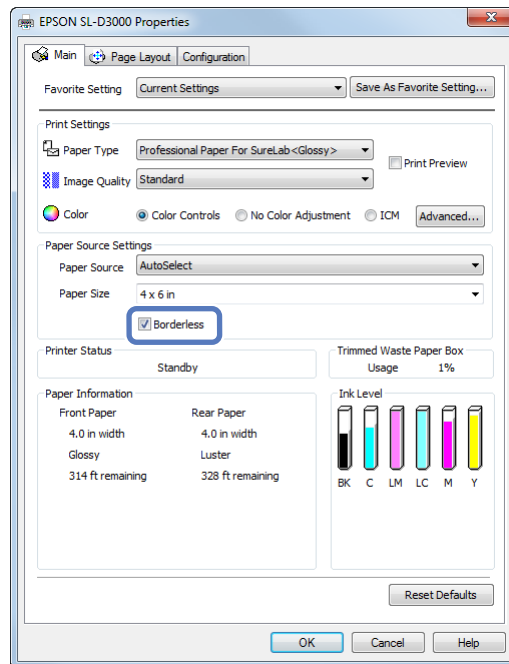 EPSON SL-D3000 Properties
Main Page Layout Configuration
Favorite Setting Current Settings Save As Favorite Setting...
Print Settings
Paper Type Professional Paper For SureLab<Glossy>
Print Preview
Image Quality Standard
Color Color Controls No Color Adjustment ICM Advanced...
Paper Source Settings
Paper Source AutoSelect
Paper Size 4 x 6 in
Borderless
Printer Status
Standby
Trimmed Waste Paper Box
Usage 1%
Paper Information
Front Paper Rear Paper
4.0 in width 4.0 in width
Glossy Luster
314 ft remaining 328 ft remaining
Ink Level
BK C LM LC M Y
Reset Defaults
OK Cancel Help